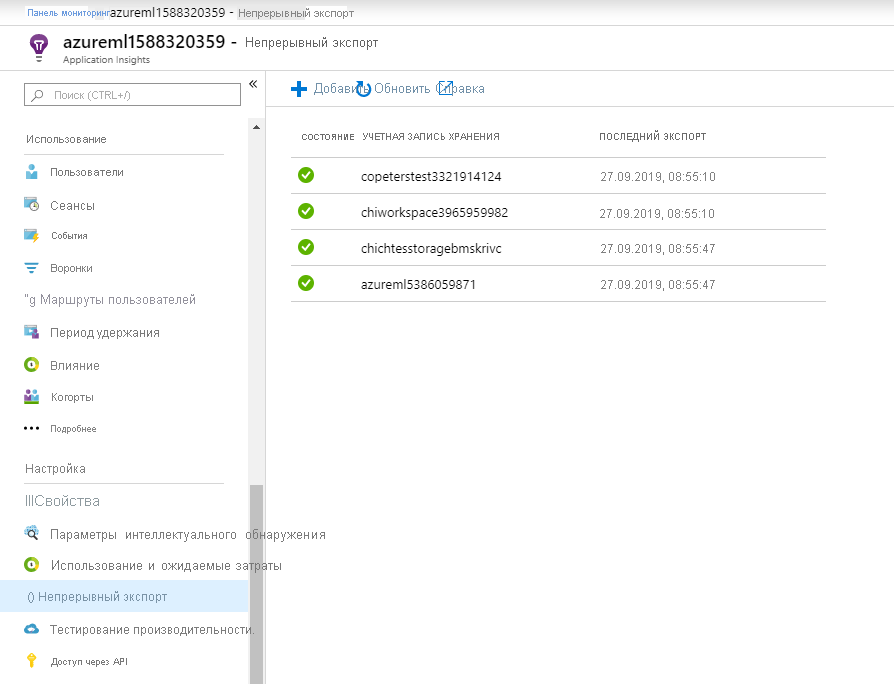 Панель мониторинг azureml1588320359 - Непрерывный экспорт
azureml1588320359 - Непрерывный экспорт
Application Insights
Поиск (CTRL+/)
«
Добавить Обновить Справка
Использование
Пользователи
Сеансы
События
Воронки
"g Маршруты пользователей
Период удержания
Влияние
Когорты
Подробнее
Настройка
IIIСвойства
Параметры интеллектуального обнаружения
Использование и ожидаемые затраты
() Непрерывный экспорт
Тестирование производительности.
Доступ через API
СОСТОЯНИЕ УЧЕТНАЯ ЗАПИСЬ ХРАНЕНИЯ ПОСЛЕДНИЙ ЭКСПОРТ
copeterstest3321914124 27.09.2019, 08:55:10
chiworkspace3965959982 27.09.2019, 08:55:10
chichtesstoragebmskrivc 27.09.2019, 08:55:47
azureml5386059871 27.09.2019, 08:55:47